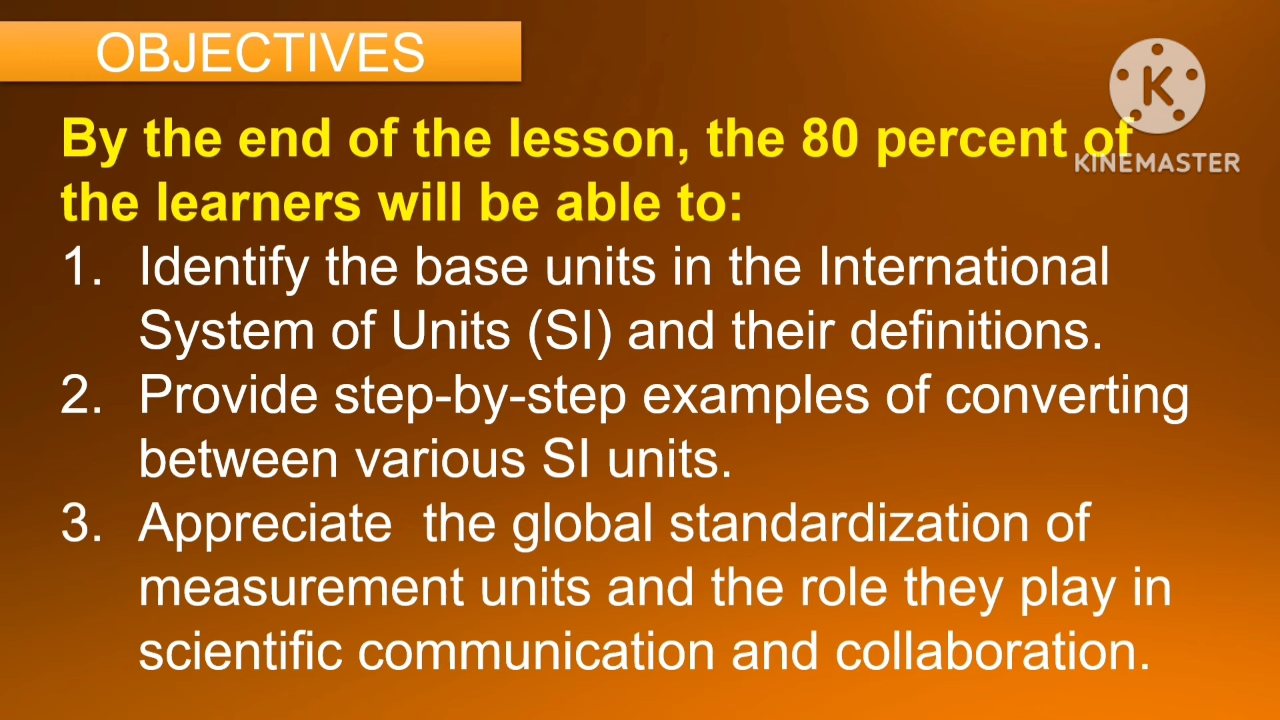 OBJECTIVES
K
KINEMASTER
By the end of the lesson, the 80 percent of
the learners will be able to:
1. Identify the base units in the International
System of Units (SI) and their definitions.
2. Provide step-by-step examples of converting
between various SI units.
3. Appreciate  the global standardization of
measurement units and the role they play in
scientific communication and collaboration.